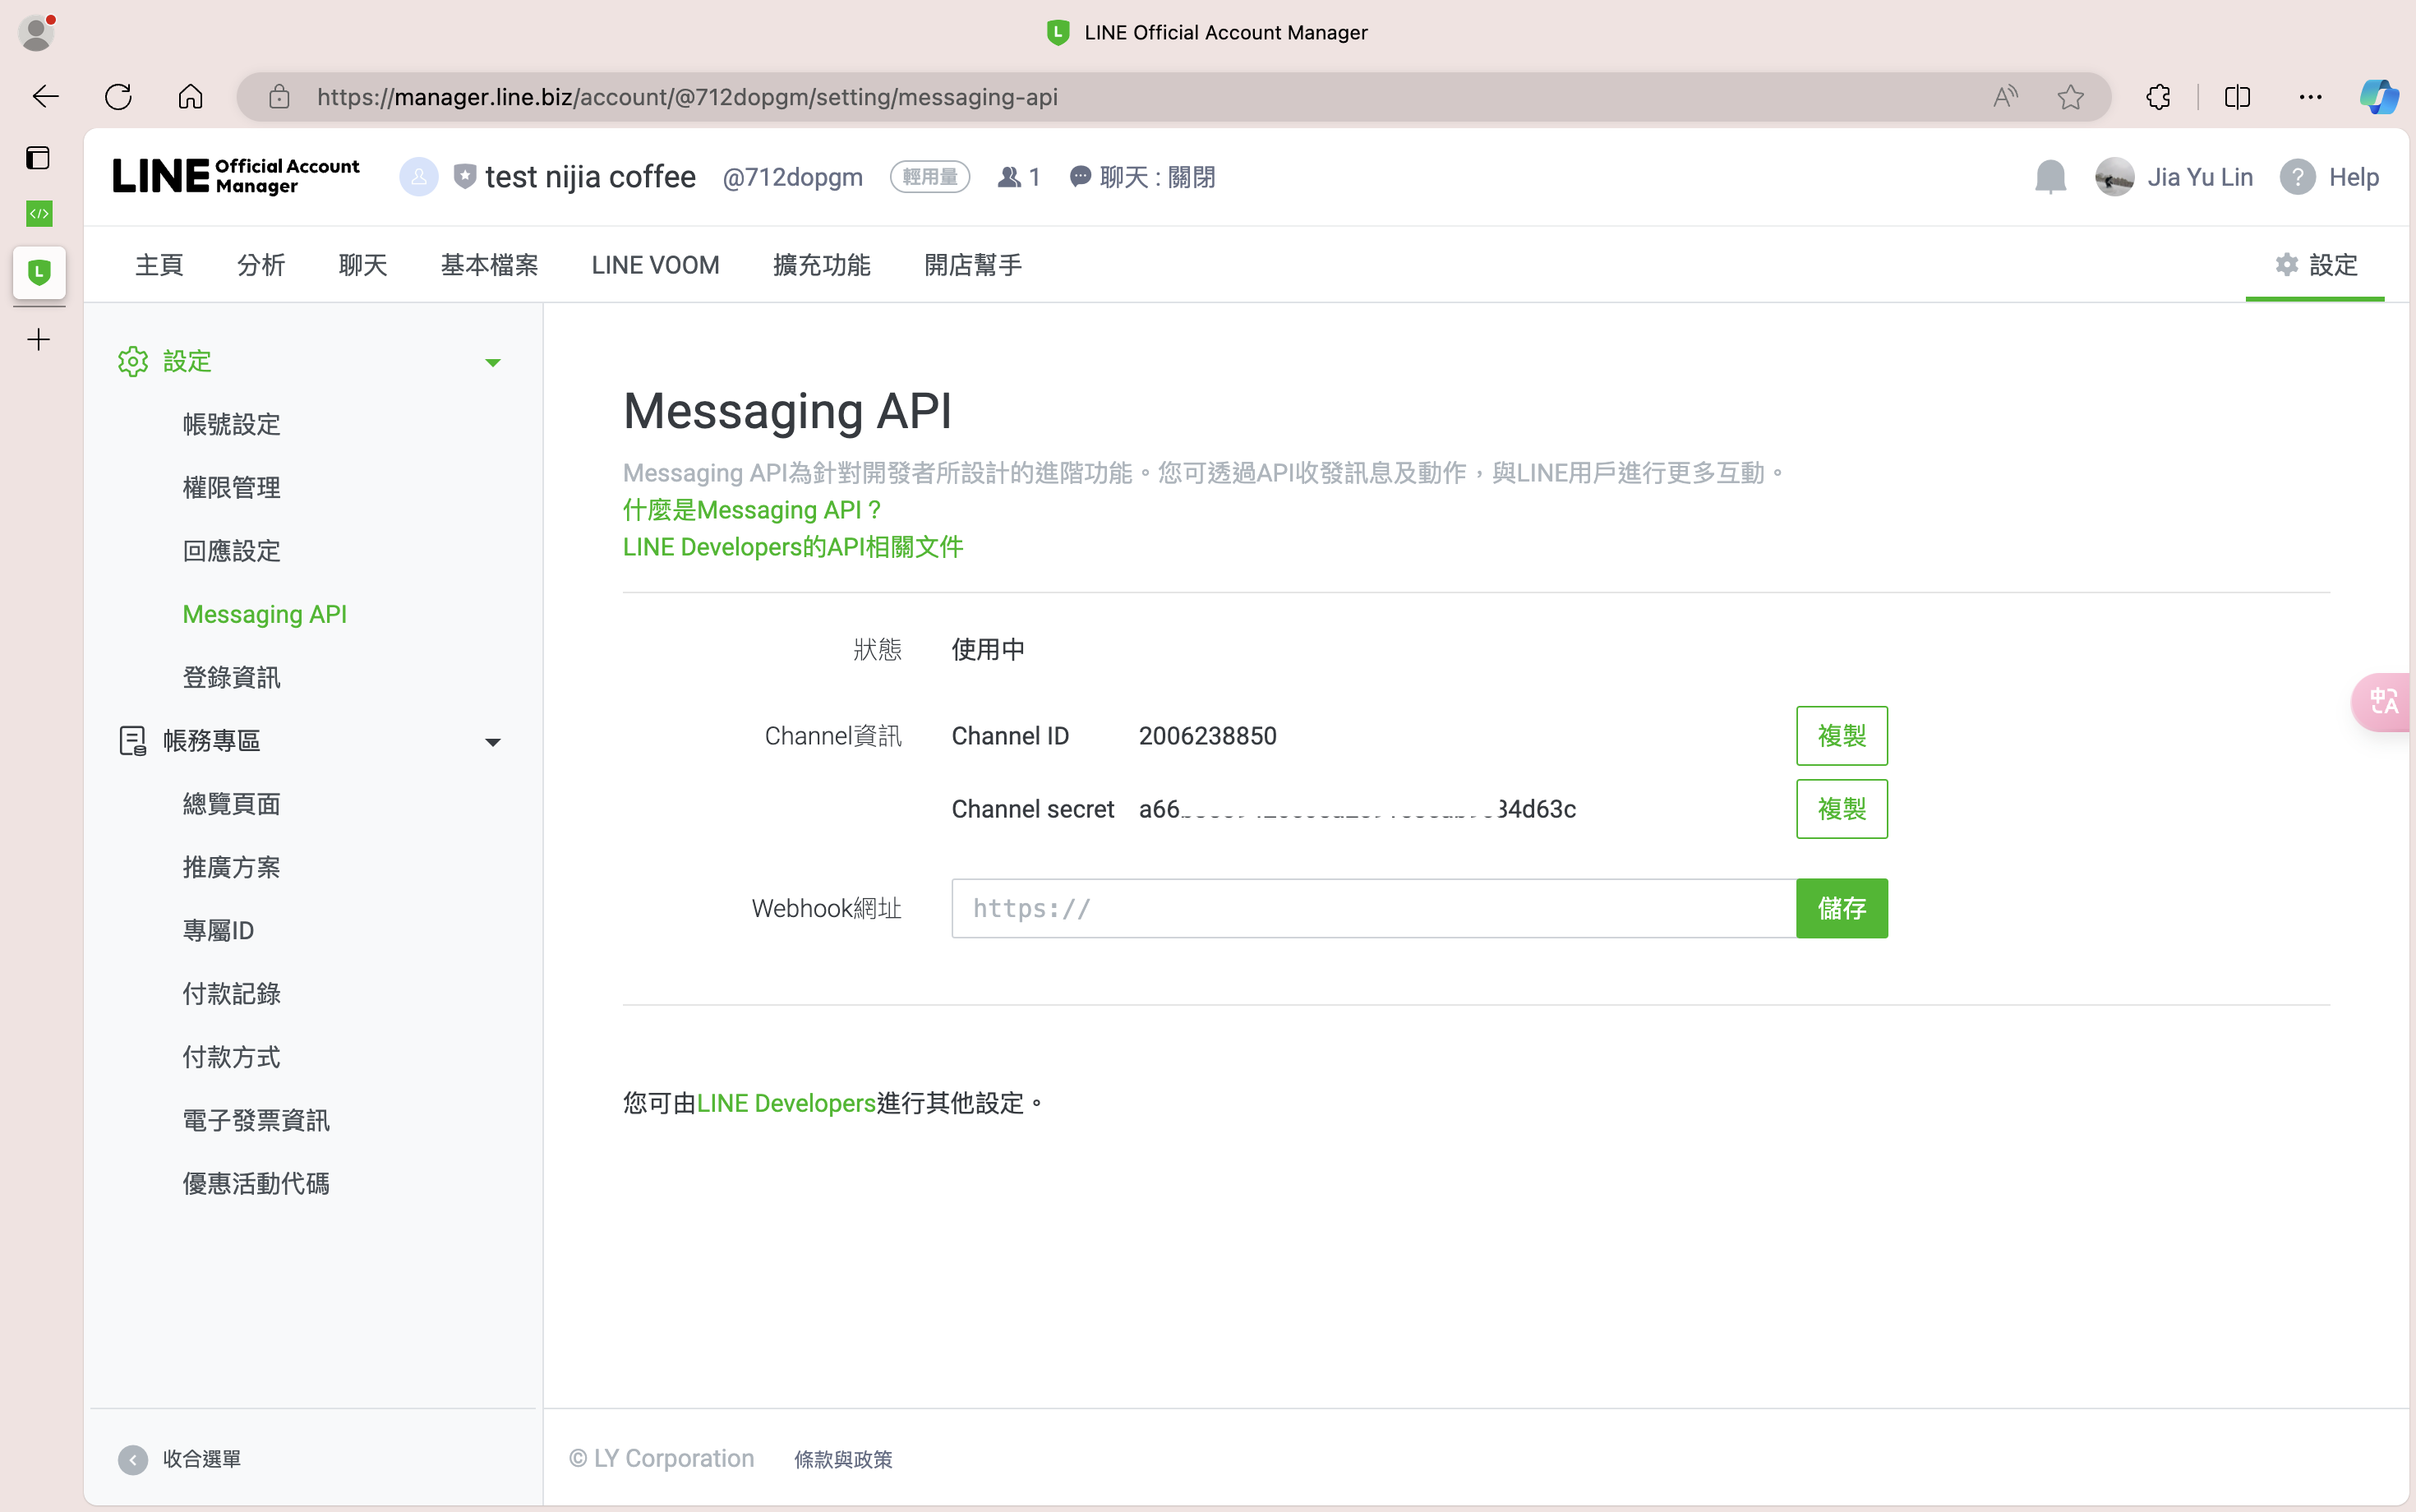 LINE Official Account Manager
https://manager.line.biz/account/@712dopgm/setting/messaging-api
LINE Official Account Manager
test nijia coffee @712dopgm 輕用量 1 聊天 : 關閉
Jia Yu Lin ? Help
主頁 分析 聊天 基本檔案 LINE VOOM 擴充功能 開店幫手 設定
設定
帳號設定
權限管理
回應設定
Messaging API
登錄資訊
帳務專區
總覽頁面
推廣方案
專屬ID
付款記錄
付款方式
電子發票資訊
優惠活動代碼
收合選單
Messaging API
Messaging API為針對開發者所設計的進階功能。您可透過API收發訊息及動作,與LINE用戶進行更多互動。
什麼是Messaging API?
LINE Developers的API相關文件
狀態 使用中
Channel資訊 Channel ID 2006238850 複製
Channel secret a66 34d63c 複製
Webhook網址 https:// 儲存
您可由LINE Developers進行其他設定。
© LY Corporation 條款與政策